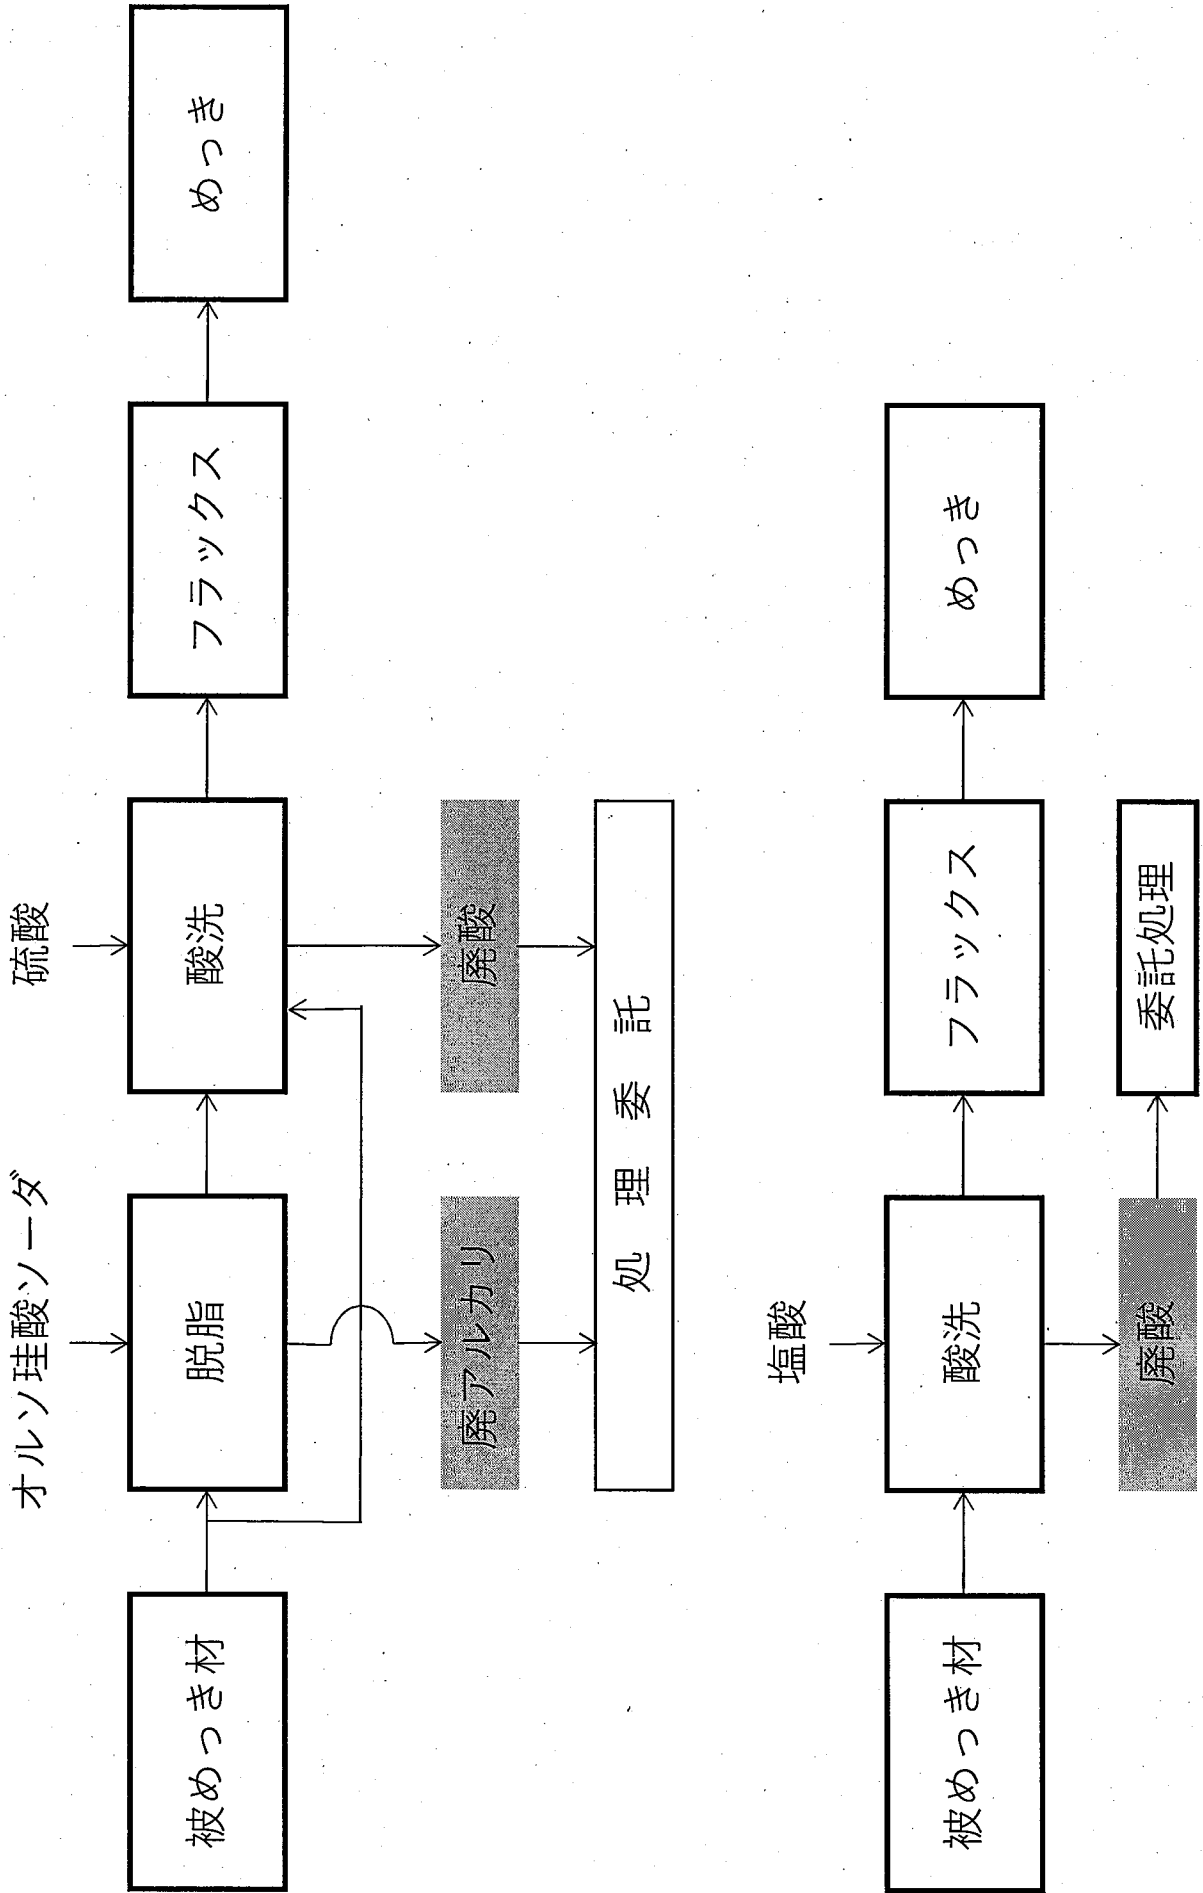 オルソ珪酸ソーダ
硫酸
被めっき材
脱脂
酸洗
フラックス
めっき
廃アルカリ
廃酸
処理委託
塩酸
被めっき材
酸洗
フラックス
めっき
廃酸
委託処理